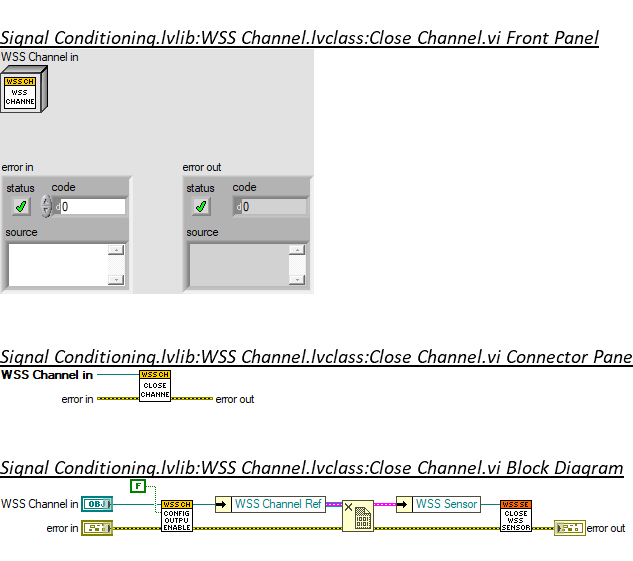 Signal Conditioning.lvlib:WSS Channel.lvclass:Close Channel.vi Front Panel
WSS Channel in
WSS CH
WSS
CHANNE
error in
error out
status code
status code
d0
d0
source
source
Signal Conditioning.lvlib:WSS Channel.lvclass:Close Channel.vi Connector Pane
WSS Channel in
WSS CH
CLOSE
CHANNE
error in
error out
Signal Conditioning.lvlib:WSS Channel.lvclass:Close Channel.vi Block Diagram
F
WSS Channel in
OBJ
WSS CH
CONFIG
OUTPU
ENABLE
WSS Channel Ref
WSS Sensor
WSS SE
CLOSE
WSS
SENSOR
error in
error out